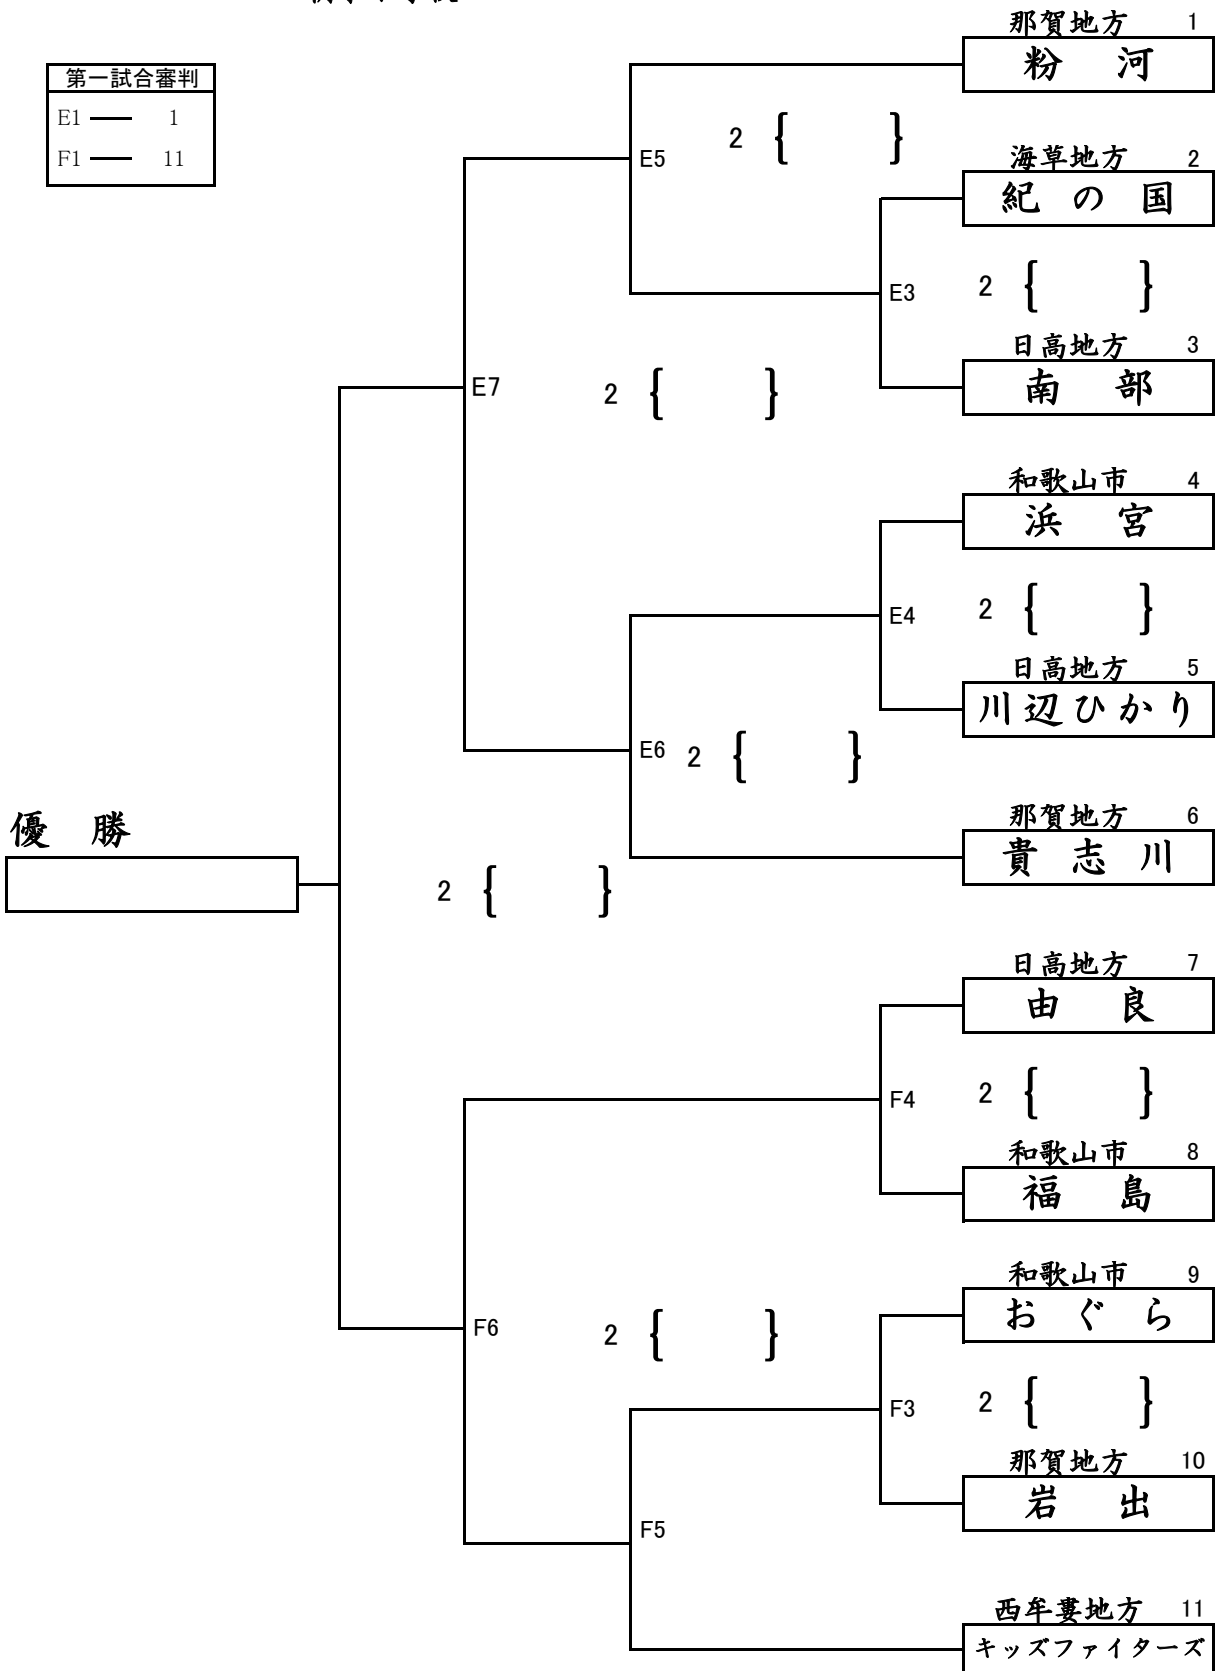 那賀地方 1
粉 河
第一試合審判
E1 ― 1
F1 ― 11
2 { }
E5
海草地方 2
紀 の 国
E3
2 { }
日高地方 3
南 部
E7
2 { }
和歌山市 4
浜 宮
E4
2 { }
日高地方 5
川辺ひかり
E6 2 { }
那賀地方 6
貴 志 川
優 勝
2 { }
日高地方 7
由 良
F4
2 { }
和歌山市 8
福 島
和歌山市 9
お ぐ ら
F6
2 { }
F3
2 { }
那賀地方 10
岩 出
F5
西牟婁地方 11
キッズファイターズ